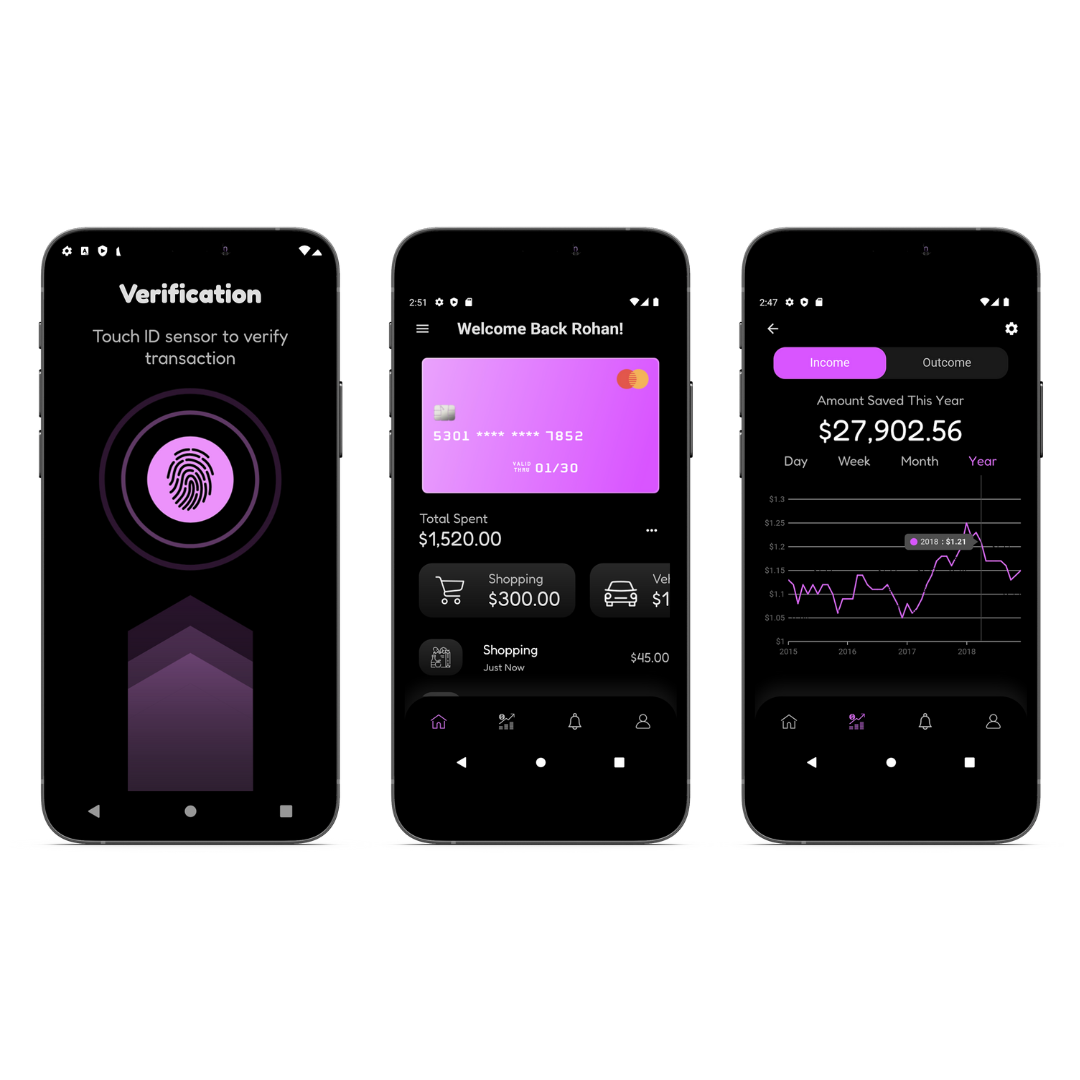 Verification
Touch ID sensor to verify
transaction
2:51
Welcome Back Rohan!
5301 **** **** 7852
VALID
THRU 01/30
Total Spent
$1,520.00
...
Shopping
$300.00
Vel
$1
Shopping
Just Now
$45.00
2:47
Income
Outcome
Amount Saved This Year
$27,902.56
Day Week Month Year
$1.3
$1.25
2018 : $1.21
$1.2
$1.15
$1.1
$1.05
$1
2015 2016 2017 2018